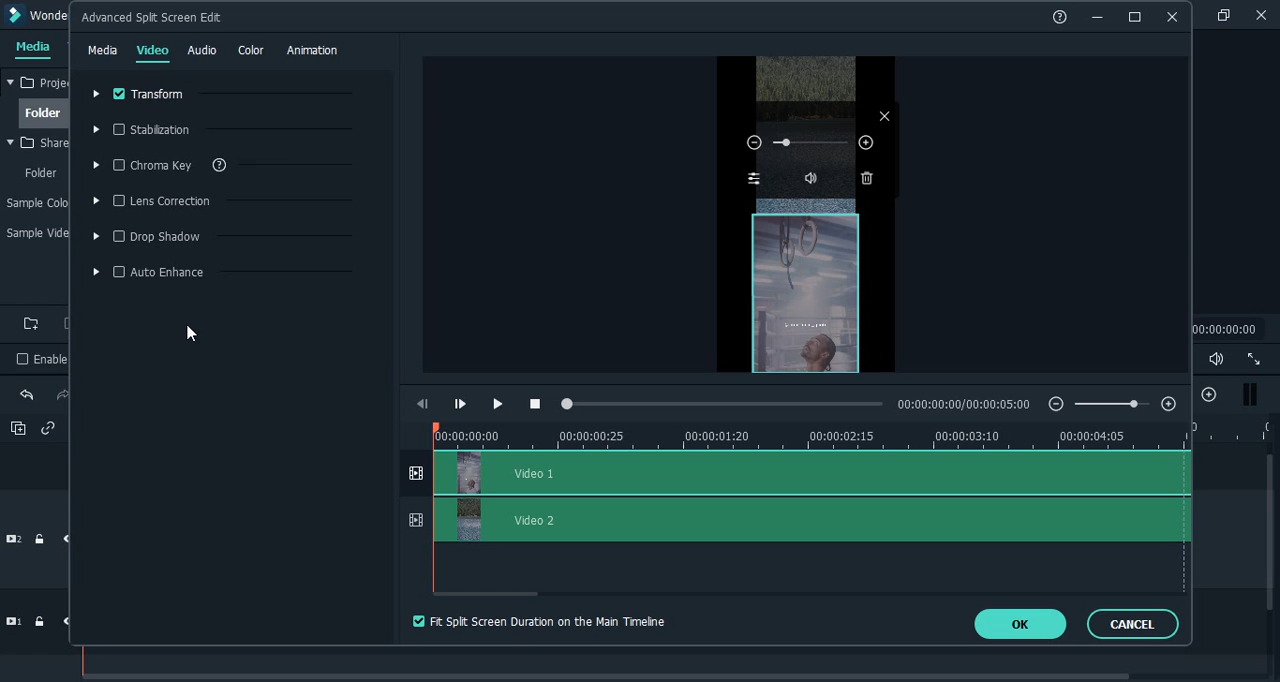 Wonde
Advanced Split Screen Edit
Media
Media
Video
Audio
Color
Animation
Proje
Folder
Share
Folder
Sample Colo
Sample Vide
Transform
Stabilization
Chroma Key
Lens Correction
Drop Shadow
Auto Enhance
Enable
00:00:00:00
00:00:00:00/00:00:05:00
00:00:00:00
00:00:00:25
00:00:01:20
00:00:02:15
00:00:03:10
00:00:04:05
Video 1
Video 2
2
1
Fit Split Screen Duration on the Main Timeline
OK
CANCEL